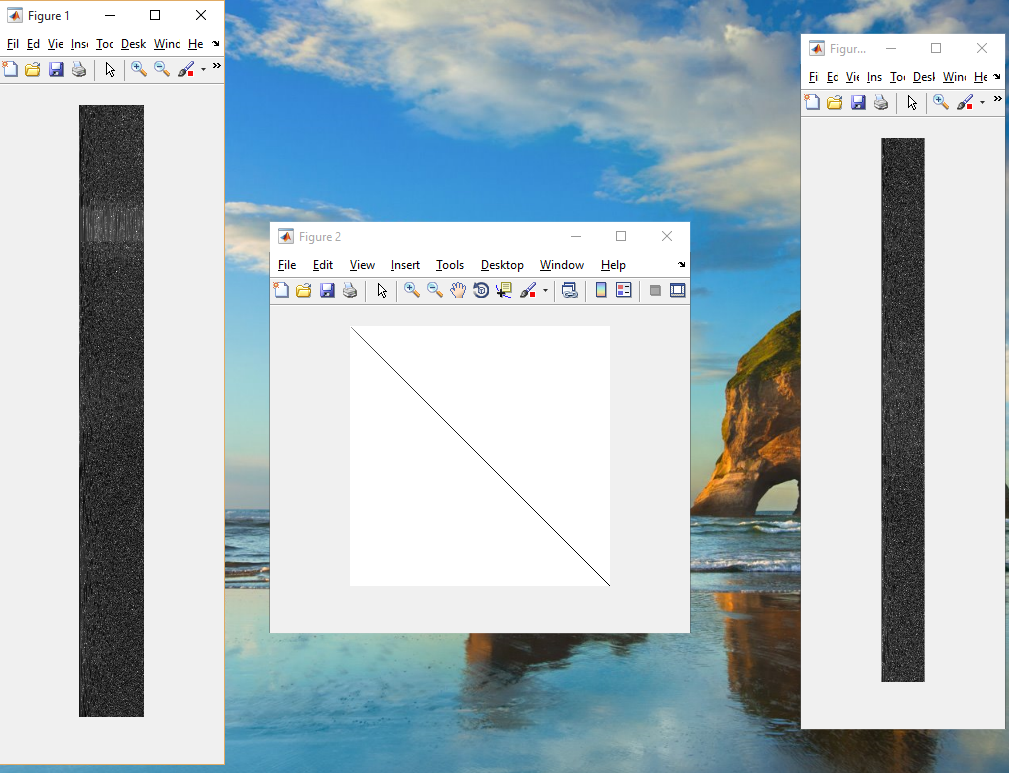 Figure 1
Fil Ed Vie Ins Toc Desk Winc He
Figure 2
File Edit View Insert Tools Desktop Window Help
Figur...
Fi Ec Vie Ins Toc Desk Winc He